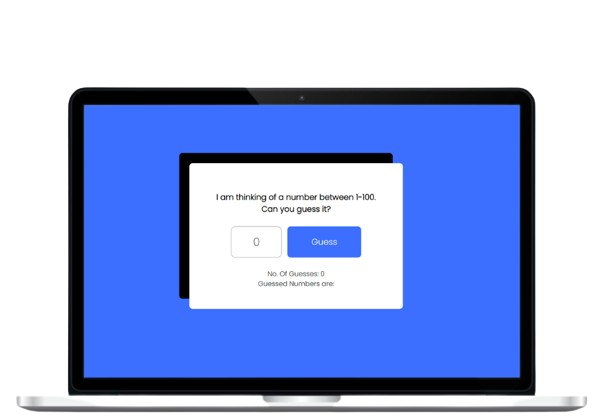 I am thinking of a number between 1-100.
Can you guess it?
0
Guess
No. Of Guesses: 0
Guessed Numbers are: